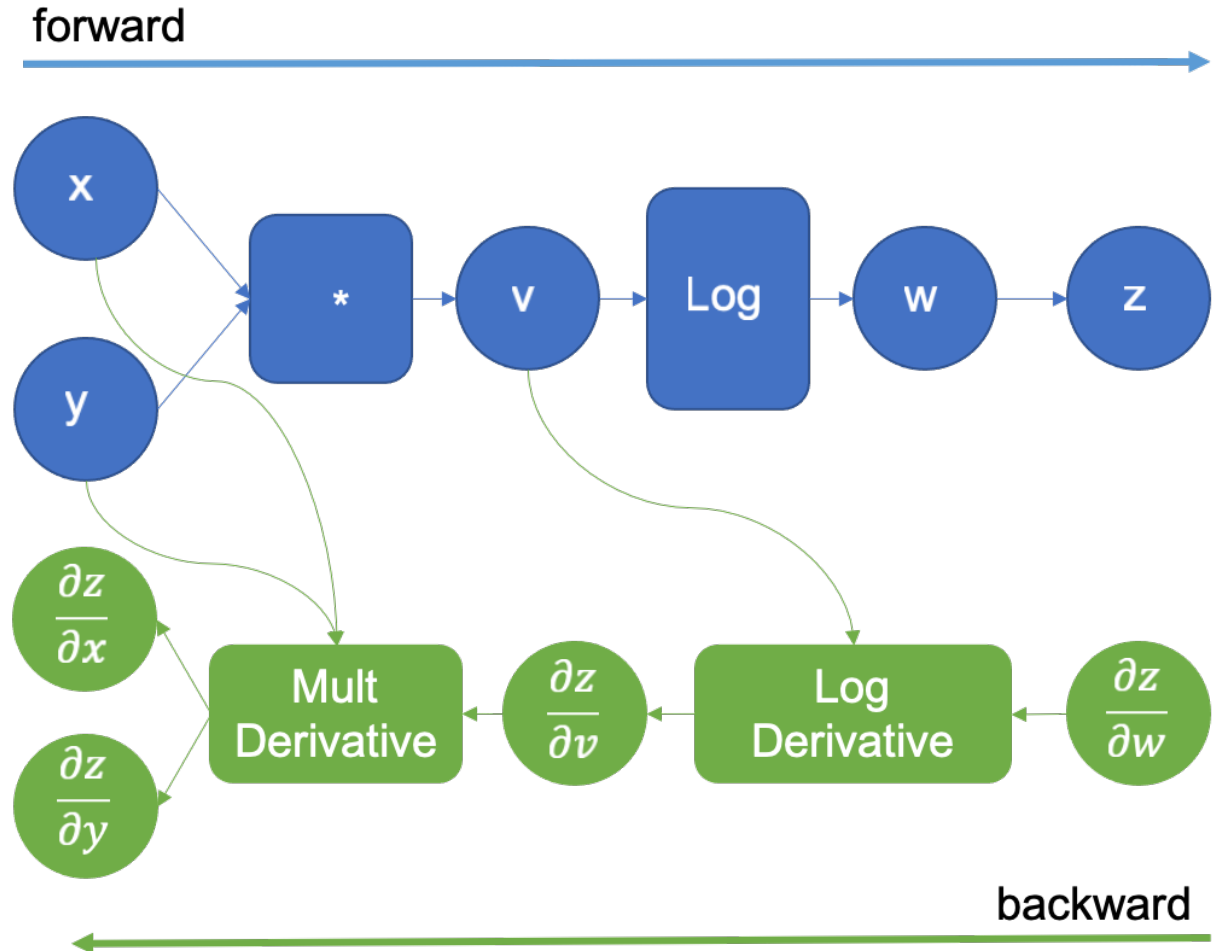 forward
x
*
v
Log
w
z
y
∂z
∂x
Mult
Derivative
∂z
∂v
Log
Derivative
∂z
∂w
∂z
∂y
backward